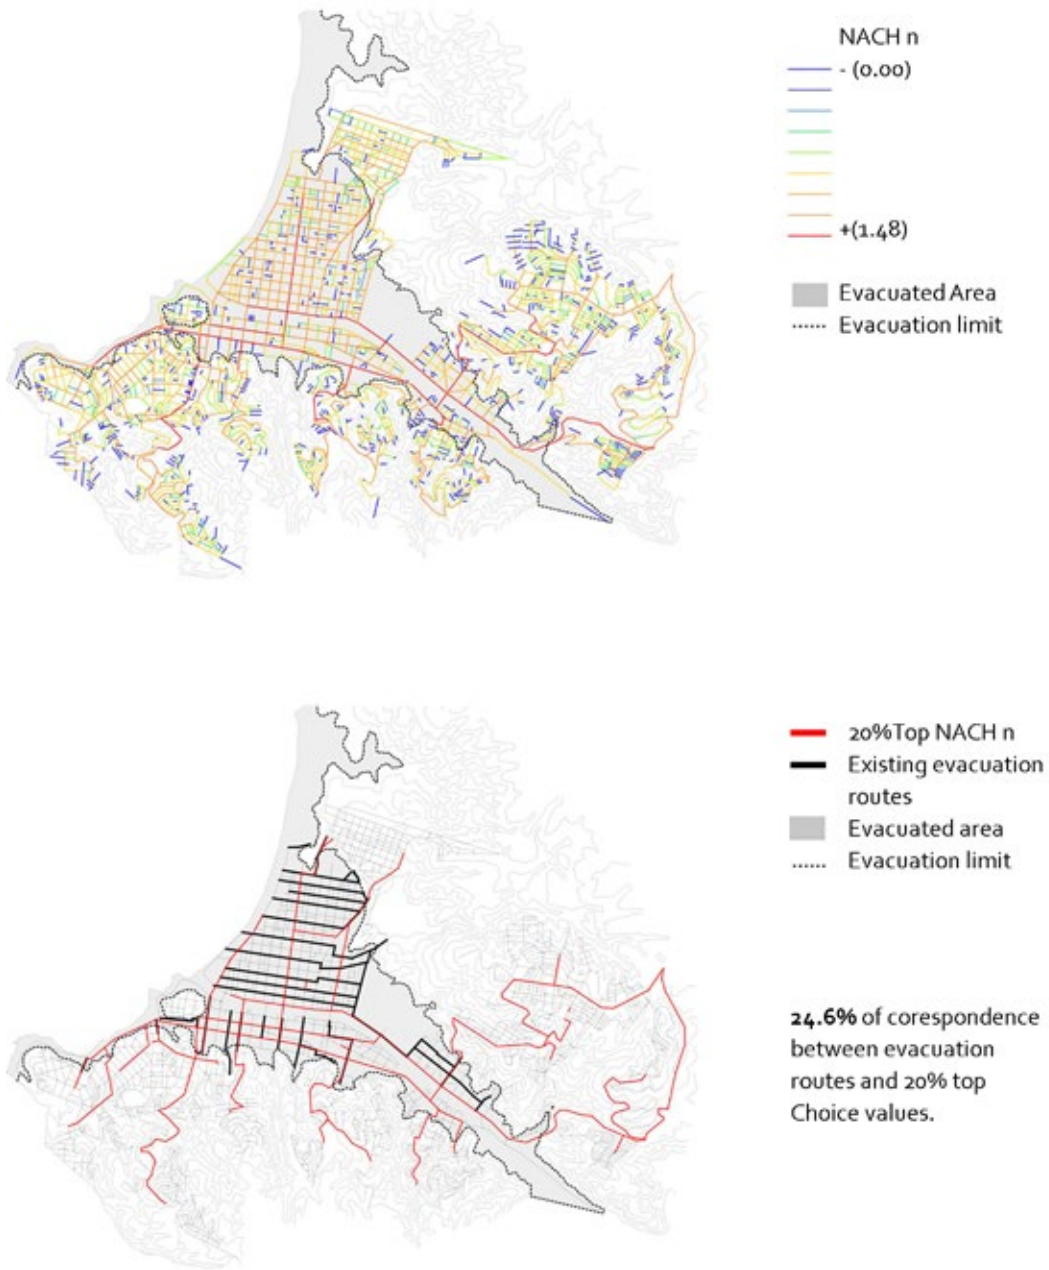 NACH n
- (0.00)
+(1.48)
Evacuated Area
Evacuation limit
20%Top NACH n
Existing evacuation
routes
Evacuated area
Evacuation limit
24.6% of corespondence
between evacuation
routes and 20% top
Choice values.